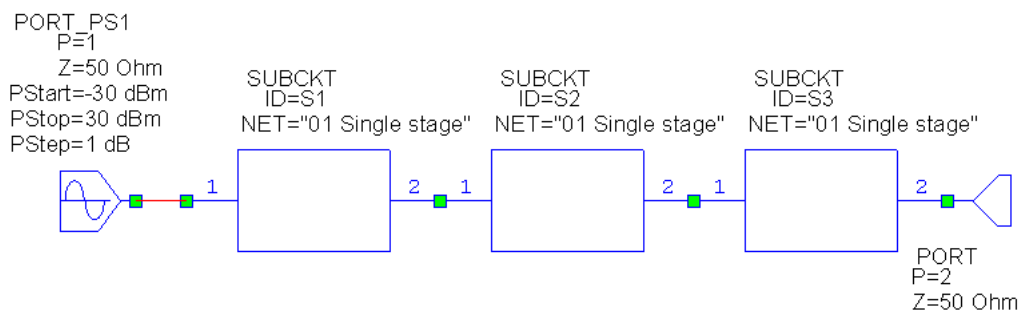 PORT_PS1
P=1
Z=50 Ohm
PStart=-30 dBm
PStop=30 dBm
PStep=1 dB
SUBCKT
ID=S1
NET="01 Single stage"
SUBCKT
ID=S2
NET="01 Single stage"
SUBCKT
ID=S3
NET="01 Single stage"
1
2
1
2
1
2
PORT
P=2
Z=50 Ohm